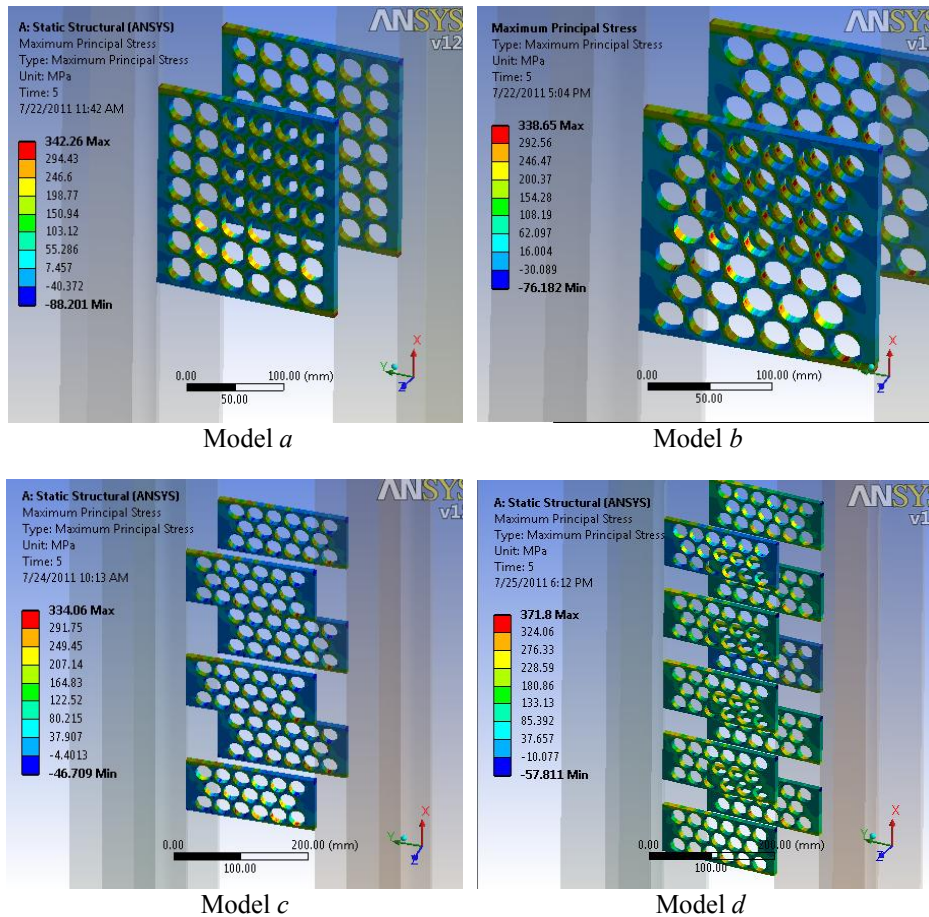 A: Static Structural (ANSYS)
Maximum Principal Stress
Type: Maximum Principal Stress
Unit: MPa
Time: 5
7/22/2011 11:42 AM
342.26 Max
294.43
246.6
198.77
150.94
103.12
55.286
7.457
-40.372
-88.201 Min
ANSYS
v12
0.00
100.00 (mm)
50.00
X
Y
Z
Model a
Maximum Principal Stress
Type: Maximum Principal Stress
Unit: MPa
Time: 5
7/22/2011 5:04 PM
338.65 Max
292.56
246.47
200.37
154.28
108.19
62.097
16.004
-30.089
-76.182 Min
ANSYS
v1
0.00
100.00 (mm)
50.00
X
Z
Model b
A: Static Structural (ANSYS)
Maximum Principal Stress
Type: Maximum Principal Stress
Unit: MPa
Time: 5
7/24/2011 10:13 AM
334.06 Max
291.75
249.45
207.14
164.83
122.52
80.215
37.907
-4.4013
-46.709 Min
ANSYS
v1
0.00
200.00 (mm)
100.00
X
Y
Z
Model c
A: Static Structural (ANSYS)
Maximum Principal Stress
Type: Maximum Principal Stress
Unit: MPa
Time: 5
7/25/2011 6:12 PM
371.8 Max
324.06
276.33
228.59
180.86
133.13
85.392
37.657
-10.077
-57.811 Min
ANSYS
v1
0.00
200.00 (mm)
100.00
X
Y
Z
Model d